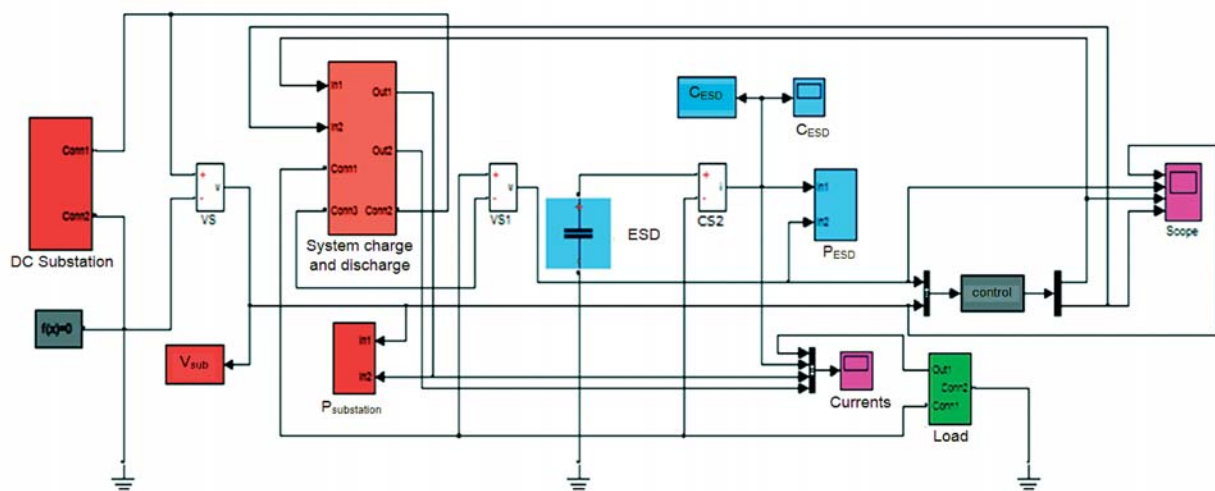 Conn1
Conn2
DC Substation
f(x)=0
+
-
v
VS
Vsub
In1
In2
Conn1
Conn3
Out1
Out2
Conn2
System charge
and discharge
In1
In2
Psubstation
+
-
v
VS1
+
ESD
+
-
i
CS2
CESD
CESD
In1
In2
PESD
control
Scope
Currents
Out1
Conn2
Conn1
Load